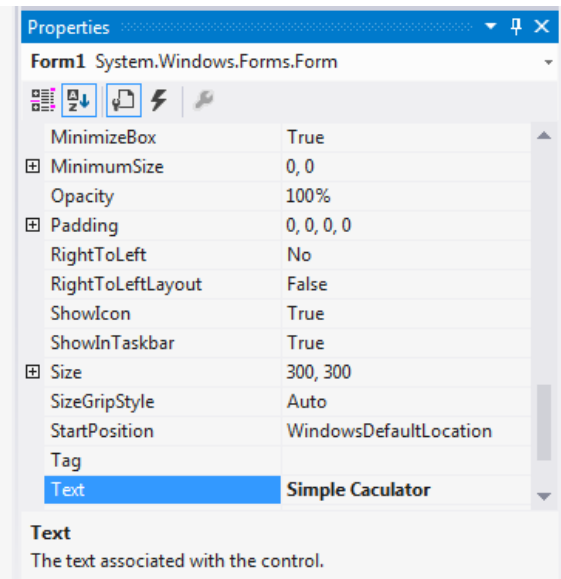 Properties
Form1 System.Windows.Forms.Form
A
Z
MinimizeBox True
MinimumSize 0, 0
Opacity 100%
Padding 0, 0, 0, 0
RightToLeft No
RightToLeftLayout False
ShowIcon True
ShowInTaskbar True
Size 300, 300
SizeGripStyle Auto
StartPosition WindowsDefaultLocation
Tag
Text Simple Caculator
Text
The text associated with the control.